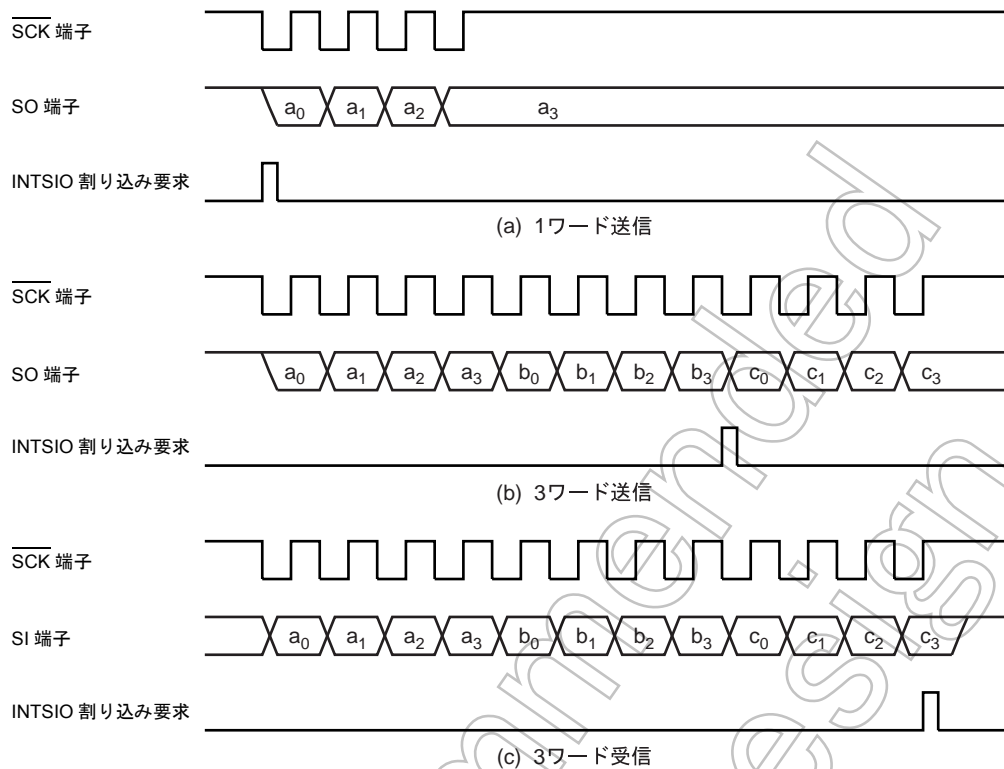 SCK 端子
SO 端子
a0 a1 a2 a3
INTSIO 割り込み要求
(a) 1ワード送信
SCK 端子
SO 端子
a0 a1 a2 a3 b0 b1 b2 b3 c0 c1 c2 c3
INTSIO 割り込み要求
(b) 3ワード送信
SCK 端子
SI 端子
a0 a1 a2 a3 b0 b1 b2 b3 c0 c1 c2 c3
INTSIO 割り込み要求
(c) 3ワード受信